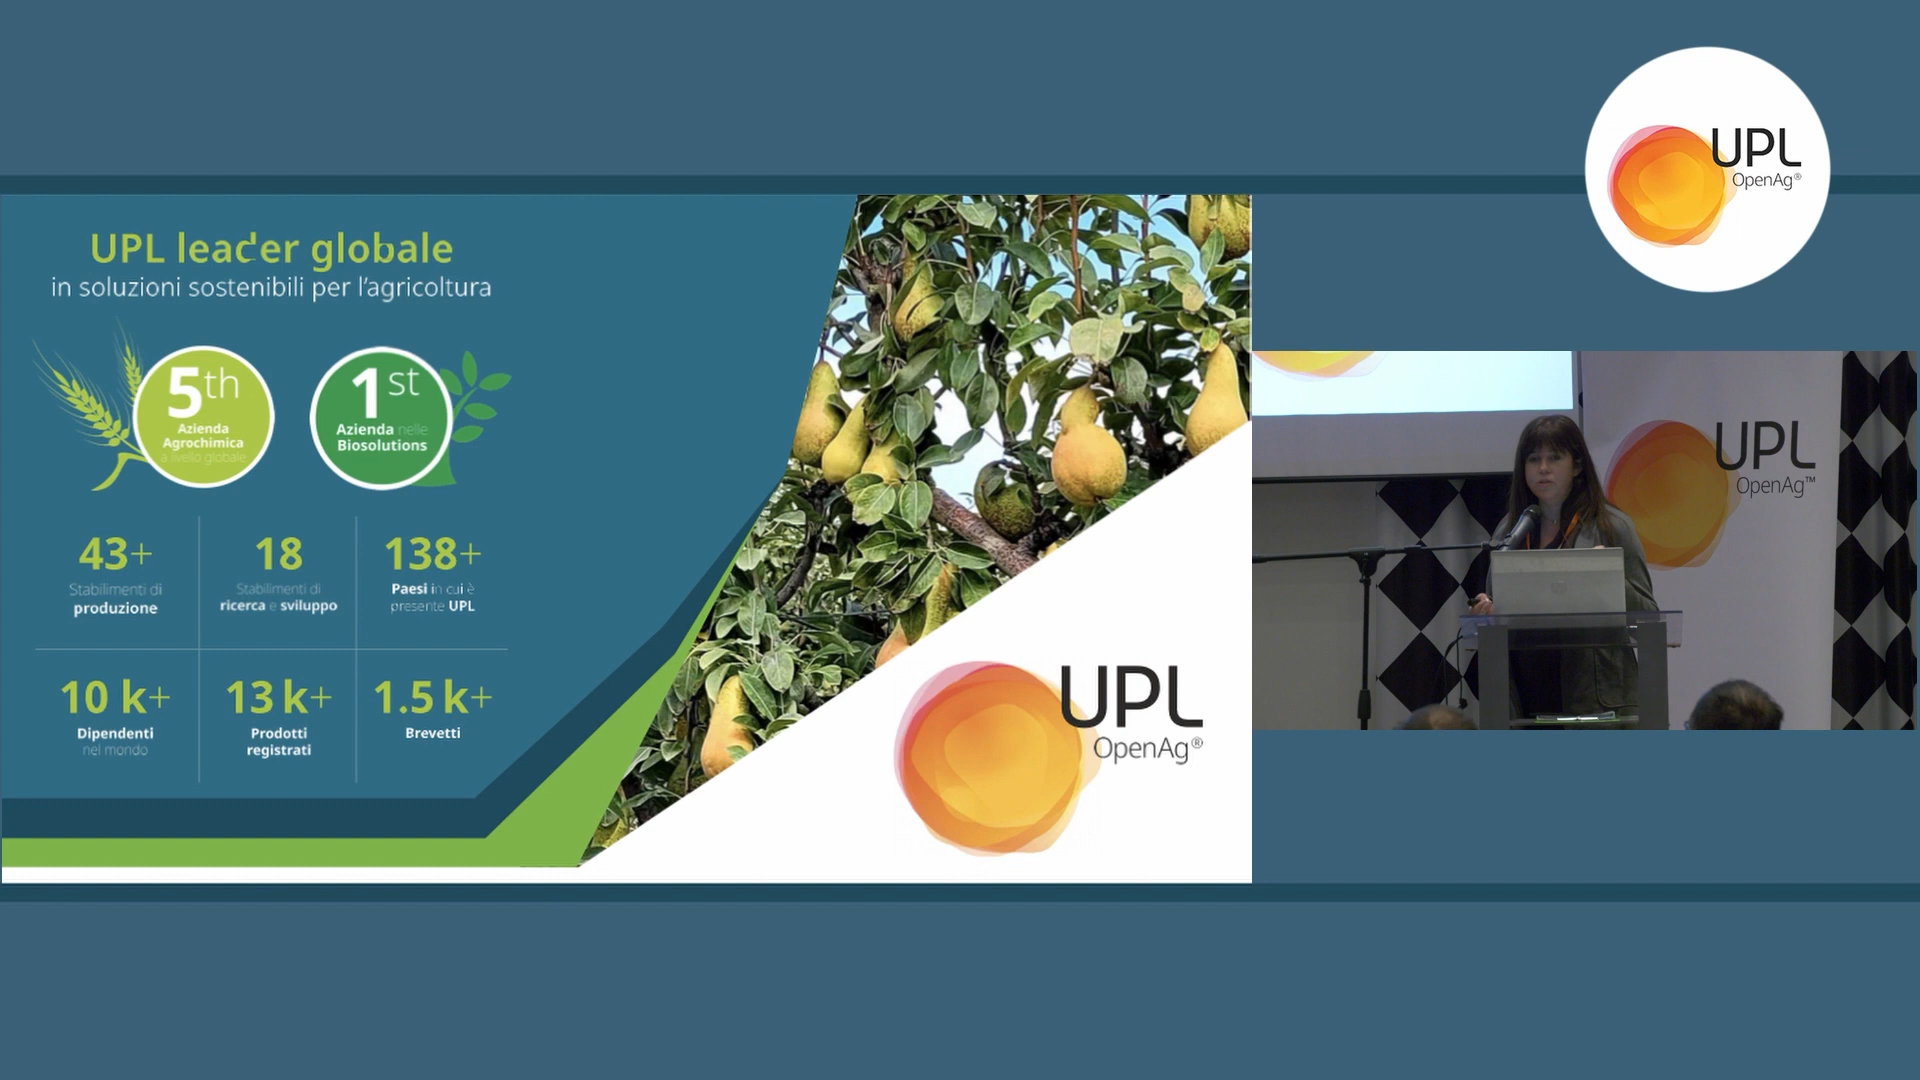 UPL leader globale
in soluzioni sostenibili per l'agricoltura
5th
Azienda
Agrochimica
a livello globale
1st
Azienda nelle
Biosolutions
43+
Stabilimenti di
produzione
18
Stabilimenti di
ricerca e sviluppo
138+
Paesi in cui è
presente UPL
10 k+
Dipendenti
nel mondo
13 k+
Prodotti
registrati
1.5 k+
Brevetti
UPL
OpenAg®
UPL
OpenAg®
UPL
OpenAg™